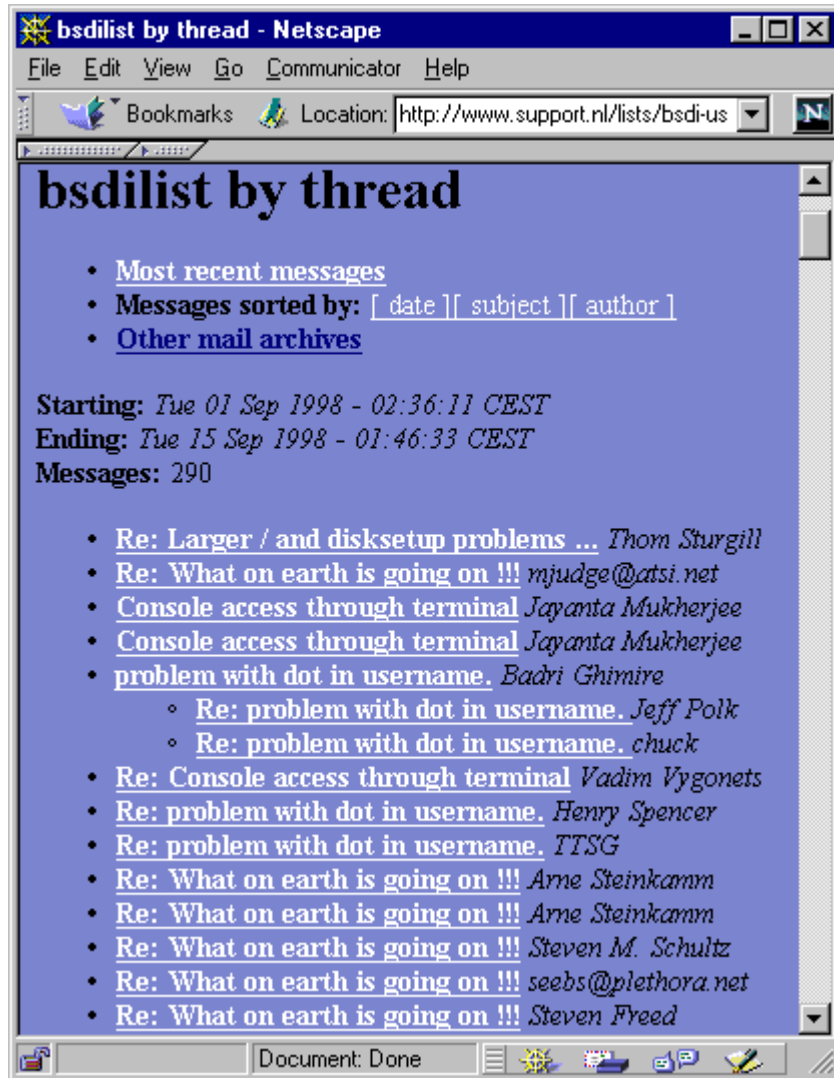 bsdilist by thread - Netscape
File Edit View Go Communicator Help
Bookmarks Location: http://www.support.nl/lists/bsdi-us N
bsdilist by thread
• Most recent messages
• Messages sorted by: [ date ][ subject ][ author ]
• Other mail archives
Starting: Tue 01 Sep 1998 - 02:36:11 CEST
Ending: Tue 15 Sep 1998 - 01:46:33 CEST
Messages: 290
• Re: Larger / and disksetup problems ... Thom Sturgill
• Re: What on earth is going on !!! mjudge@atsi.net
• Console access through terminal Jayanta Mukherjee
• Console access through terminal Jayanta Mukherjee
• problem with dot in username. Badri Ghimire
◦ Re: problem with dot in username. Jeff Polk
◦ Re: problem with dot in username. chuck
• Re: Console access through terminal Vadim Vygonets
• Re: problem with dot in username. Henry Spencer
• Re: problem with dot in username. TTSG
• Re: What on earth is going on !!! Arne Steinkamm
• Re: What on earth is going on !!! Arne Steinkamm
• Re: What on earth is going on !!! Steven M. Schultz
• Re: What on earth is going on !!! seebs@plethora.net
• Re: What on earth is going on !!! Steven Freed
Document: Done